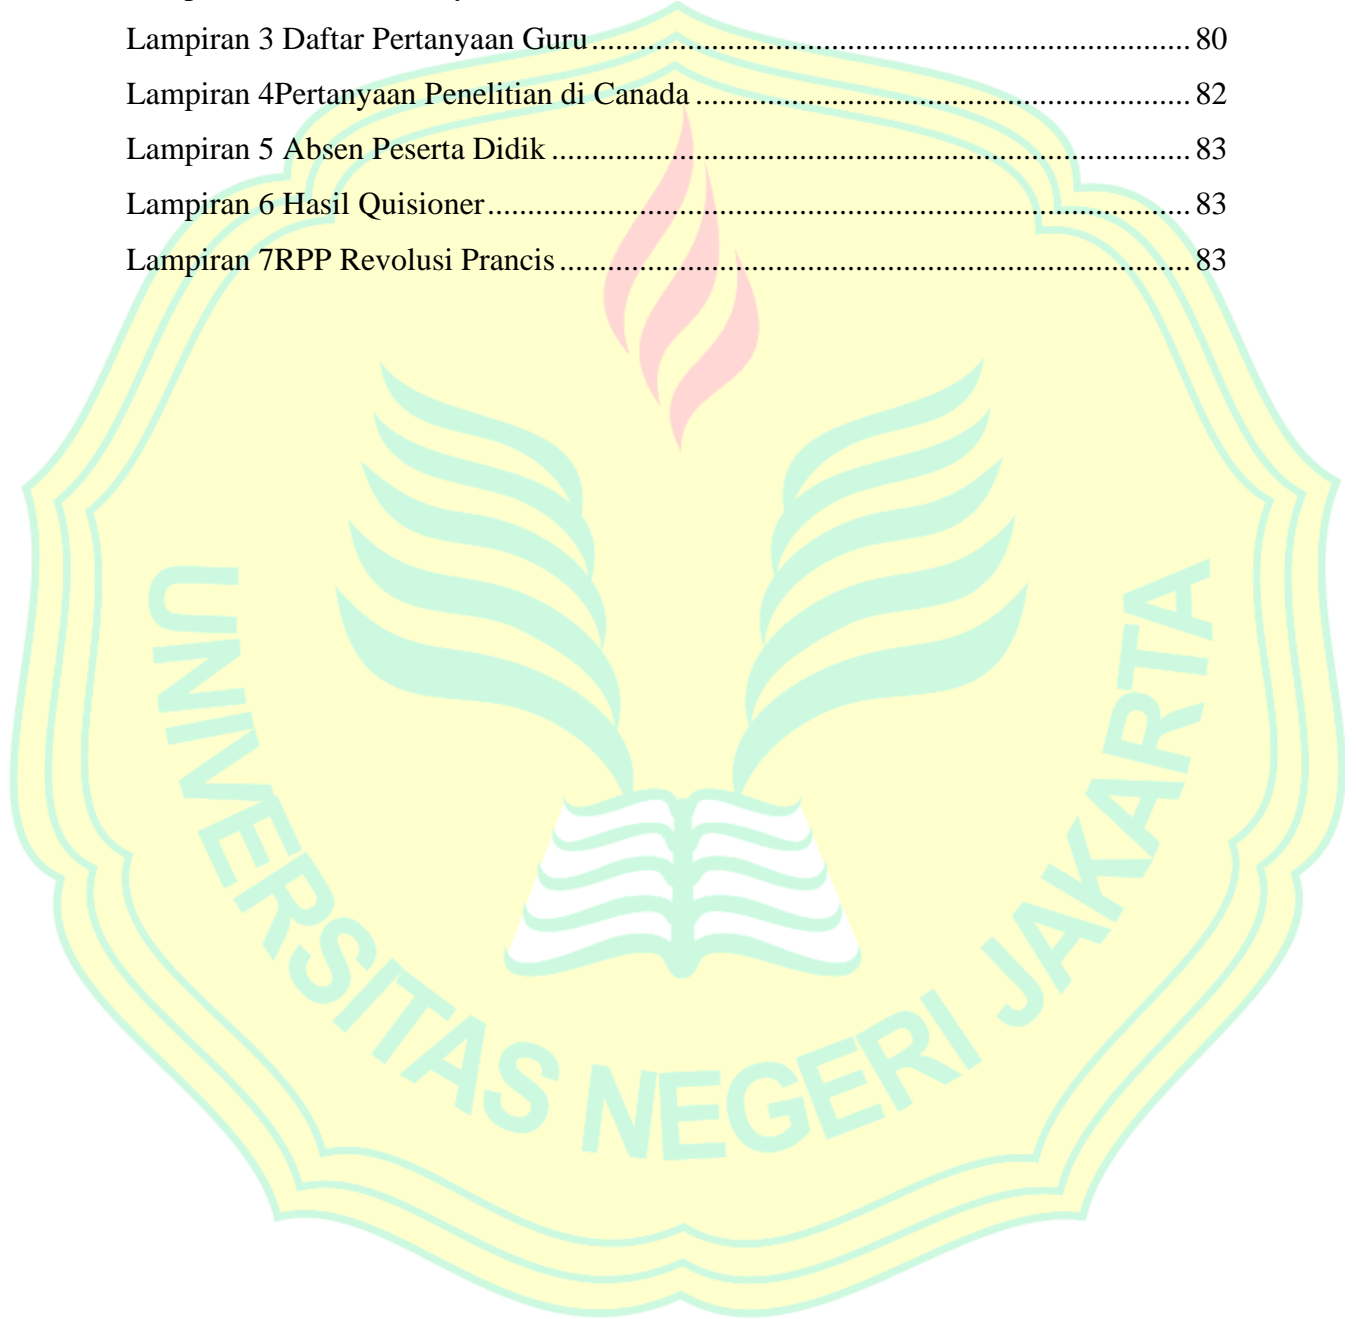 Lampiran 3 Daftar Pertanyaan Guru........................................................................... 80
Lampiran 4Pertanyaan Penelitian di Canada.............................................................. 82
Lampiran 5 Absen Peserta Didik................................................................................ 83
Lampiran 6 Hasil Quisioner........................................................................................ 83
Lampiran 7RPP Revolusi Prancis............................................................................... 83
UNIVERSITAS NEGERI JAKARTA